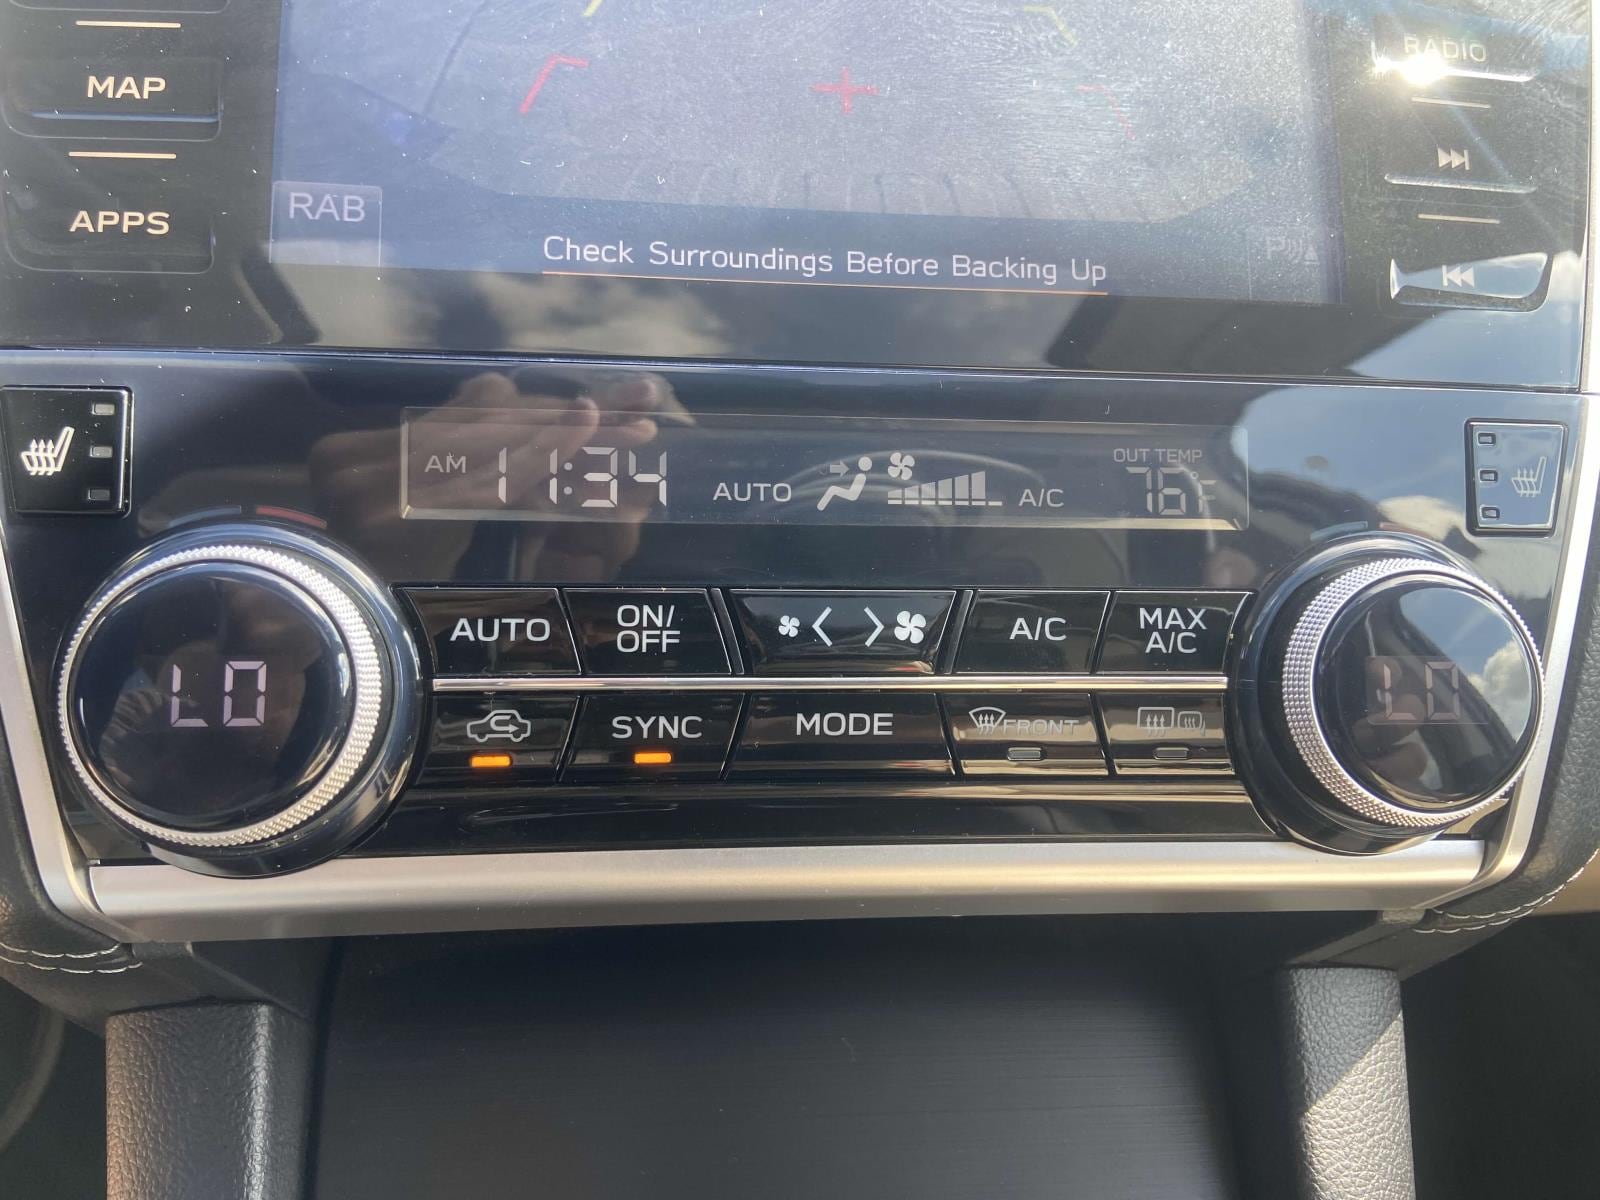 RADIO
MAP
APPS
RAB
Check Surroundings Before Backing Up
P
AM 11:34 AUTO A/C OUT TEMP 76°F
AUTO ON/OFF A/C MAX A/C
LO LO
SYNC MODE FRONT